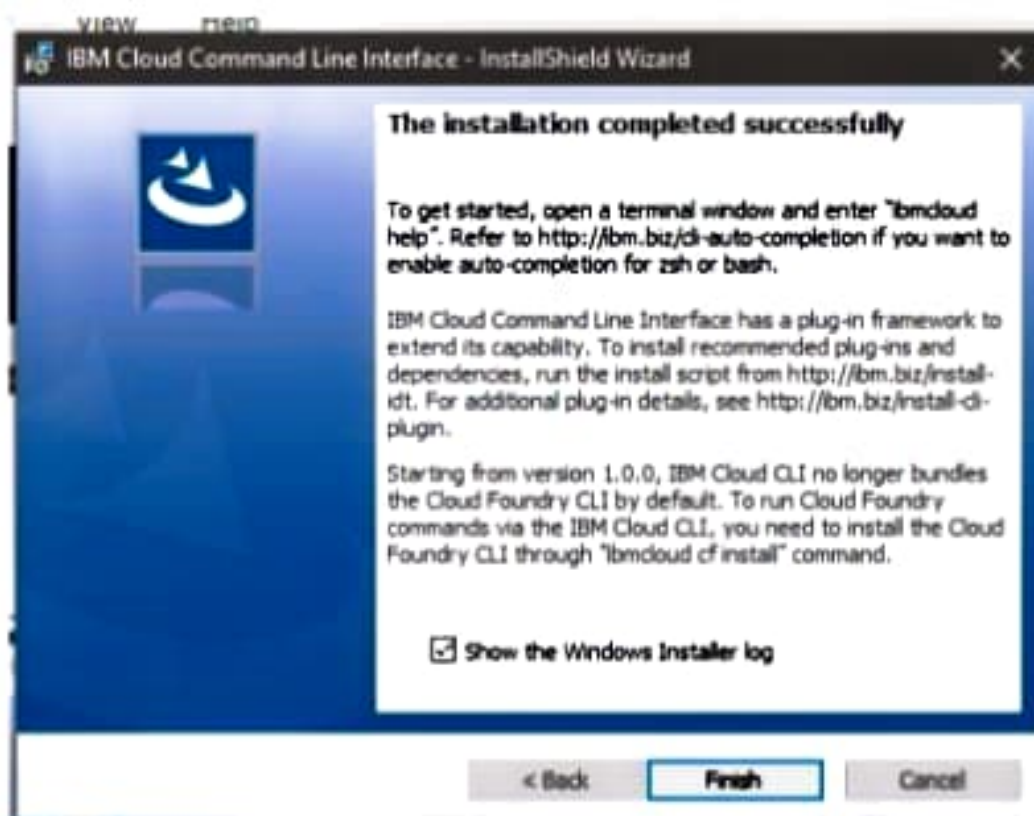 View Help
IBM Cloud Command Line Interface - InstallShield Wizard
The installation completed successfully
To get started, open a terminal window and enter "ibmcloud
help". Refer to http://ibm.biz/cli-auto-completion if you want to
enable auto-completion for zsh or bash.
IBM Cloud Command Line Interface has a plug-in framework to
extend its capability. To install recommended plug-ins and
dependencies, run the install script from http://ibm.biz/install-
idt. For additional plug-in details, see http://ibm.biz/install-cli-
plugin.
Starting from version 1.0.0, IBM Cloud CLI no longer bundles
the Cloud Foundry CLI by default. To run Cloud Foundry
commands via the IBM Cloud CLI, you need to install the Cloud
Foundry CLI through "ibmcloud cf install" command.
Show the Windows Installer log
< Back Finish Cancel